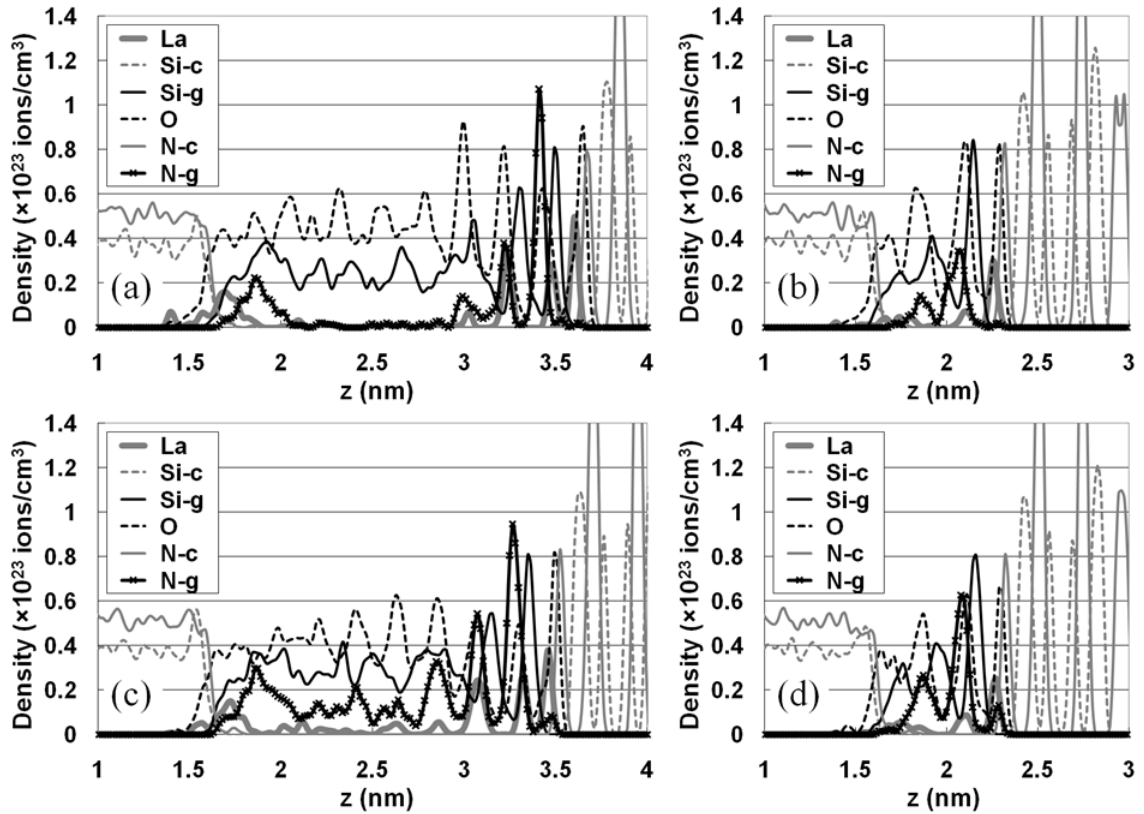 1.4
1.2
1
0.8
0.6
0.4
0.2
0
Density (×10²³ ions/cm³)
La
Si-c
Si-g
O
N-c
N-g
(a)
1 1.5 2 2.5 3 3.5 4
z (nm)
1.4
1.2
1
0.8
0.6
0.4
0.2
0
Density (×10²³ ions/cm³)
La
Si-c
Si-g
O
N-c
N-g
(b)
1 1.5 2 2.5 3
z (nm)
1.4
1.2
1
0.8
0.6
0.4
0.2
0
Density (×10²³ ions/cm³)
La
Si-c
Si-g
O
N-c
N-g
(c)
1 1.5 2 2.5 3 3.5 4
z (nm)
1.4
1.2
1
0.8
0.6
0.4
0.2
0
Density (×10²³ ions/cm³)
La
Si-c
Si-g
O
N-c
N-g
(d)
1 1.5 2 2.5 3
z (nm)